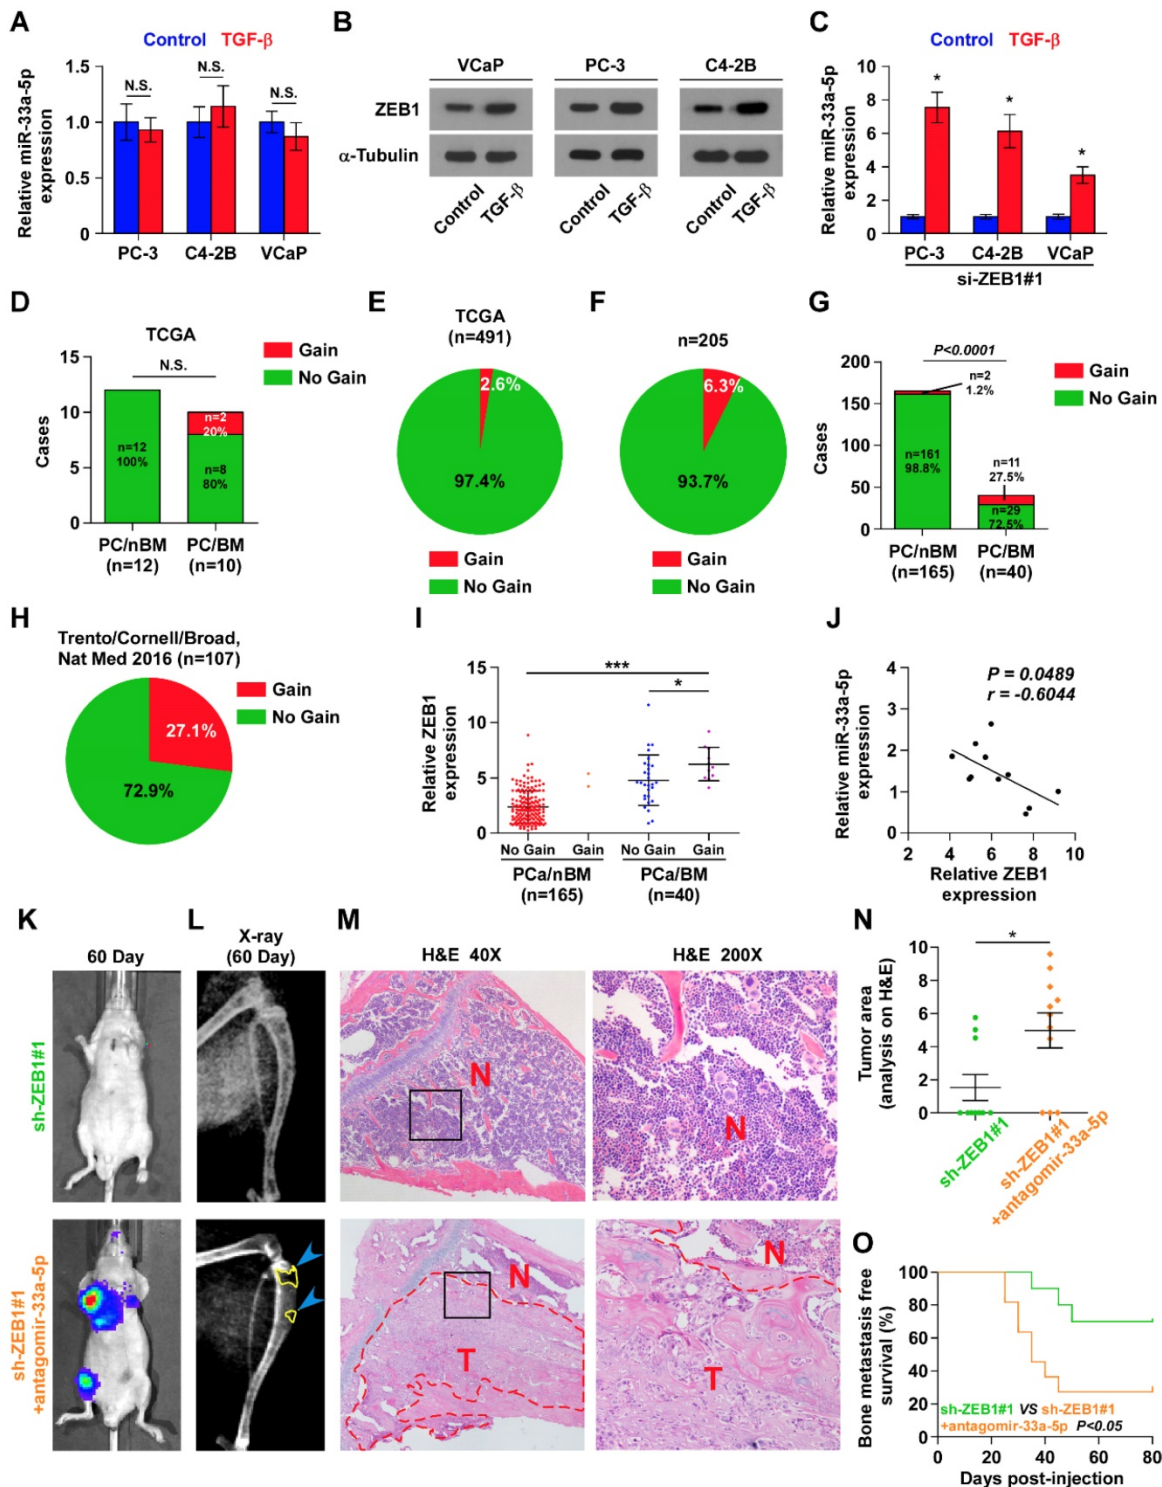 A
Control TGF-β
Relative miR-33a-5p
expression
1.5
1.0
0.5
0
N.S.
N.S.
N.S.
PC-3 C4-2B VCaP
B
VCaP PC-3 C4-2B
ZEB1
α-Tubulin
Control TGF-β Control TGF-β Control TGF-β
C
Control TGF-β
Relative miR-33a-5p
expression
10
8
6
4
2
0
*
*
*
PC-3 C4-2B VCaP
si-ZEB1#1
D
TCGA
Gain
No Gain
N.S.
Cases
15
10
5
0
n=12
100%
n=2
20%
n=8
80%
PC/nBM PC/BM
(n=12) (n=10)
E
TCGA
(n=491)
2.6%
97.4%
Gain
No Gain
F
n=205
6.3%
93.7%
Gain
No Gain
G
P<0.0001
Gain
No Gain
Cases
200
150
100
50
0
n=2
1.2%
n=161
98.8%
n=11
27.5%
n=29
72.5%
PC/nBM PC/BM
(n=165) (n=40)
H
Trento/Cornell/Broad,
Nat Med 2016 (n=107)
Gain
No Gain
27.1%
72.9%
I
Relative ZEB1
expression
15
10
5
0
***
*
No Gain Gain No Gain Gain
PCa/nBM PCa/BM
(n=165) (n=40)
J
Relative miR-33a-5p
expression
4
3
2
1
0
P = 0.0489
r = -0.6044
2 4 6 8 10
Relative ZEB1
expression
K
60 Day
sh-ZEB1#1
sh-ZEB1#1
+antagomir-33a-5p
L
X-ray
(60 Day)
M
H&E 40X H&E 200X
N
N
N
T
N
T
N
Tumor area
(analysis on H&E)
10
8
6
4
2
0
*
sh-ZEB1#1
sh-ZEB1#1
+antagomir-33a-5p
O
Bone metastasis free
survival (%)
100
80
60
40
20
0
sh-ZEB1#1 VS sh-ZEB1#1
+antagomir-33a-5p P<0.05
0 20 40 60 80
Days post-injection